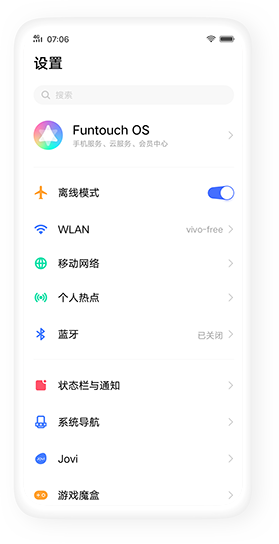 4G 07:06
设置
搜索
Funtouch OS
手机服务、云服务、会员中心
离线模式
WLAN vivo-free
移动网络
个人热点
蓝牙 已关闭
状态栏与通知
系统导航
JOVI Jovi
游戏魔盒